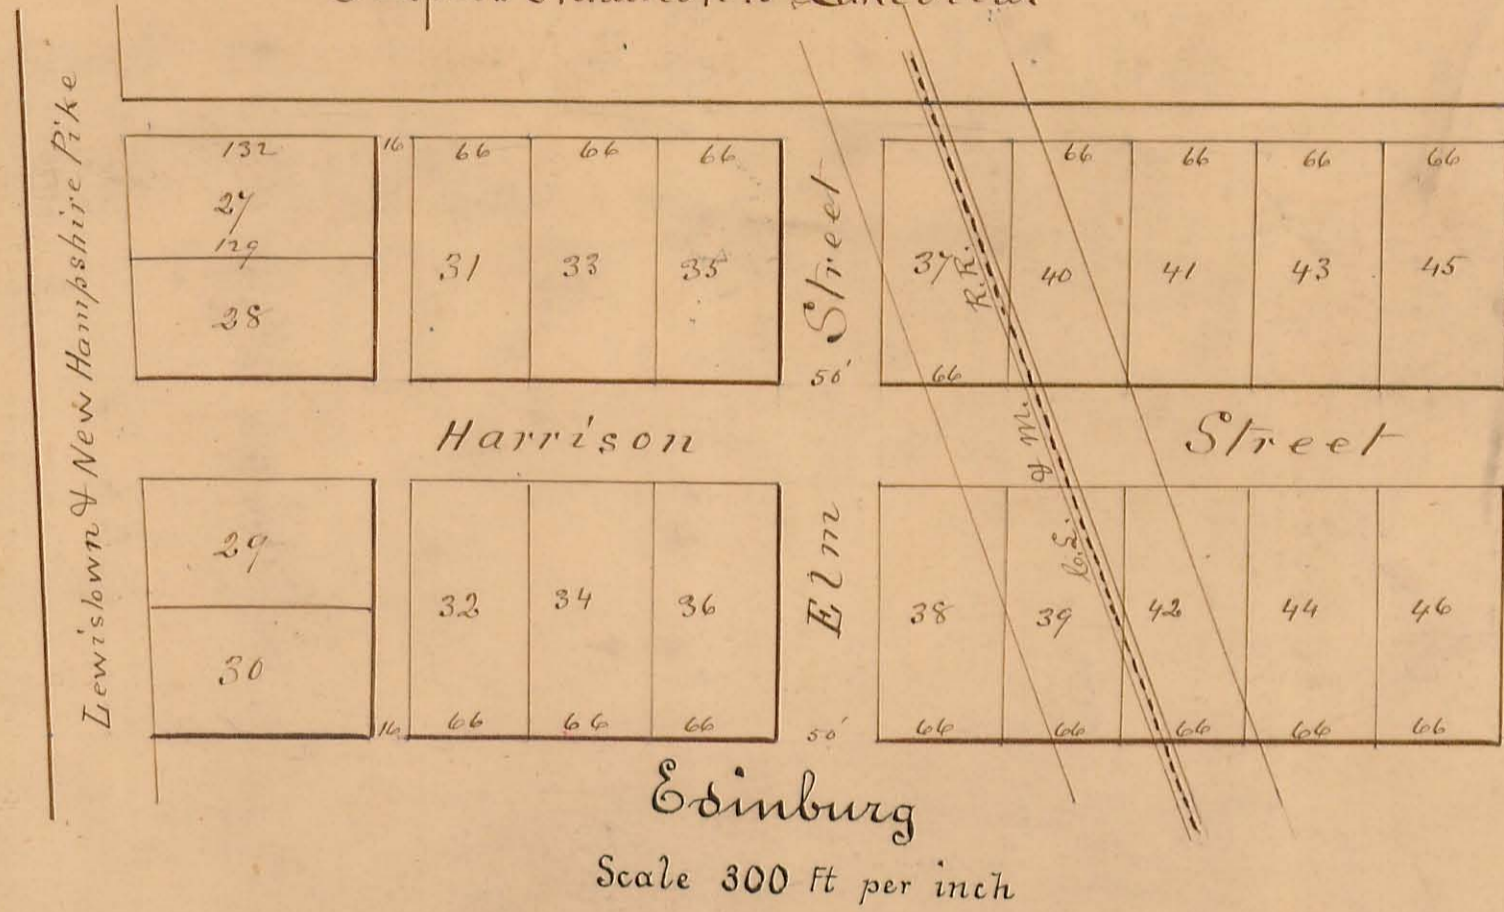 Lewistown & New Hampshire Pike
132 16 66 66 66 66 66 66 66
27
129
28
31 33 35 Street 37 R.R. 40 41 43 45
50' 66
Harrison & M. Street
29
30
32 34 36 Elm 38 39 C.L. 42 44 46
16 66 66 66 50' 66 66 66 66 66
Edinburg
Scale 300 Ft per inch